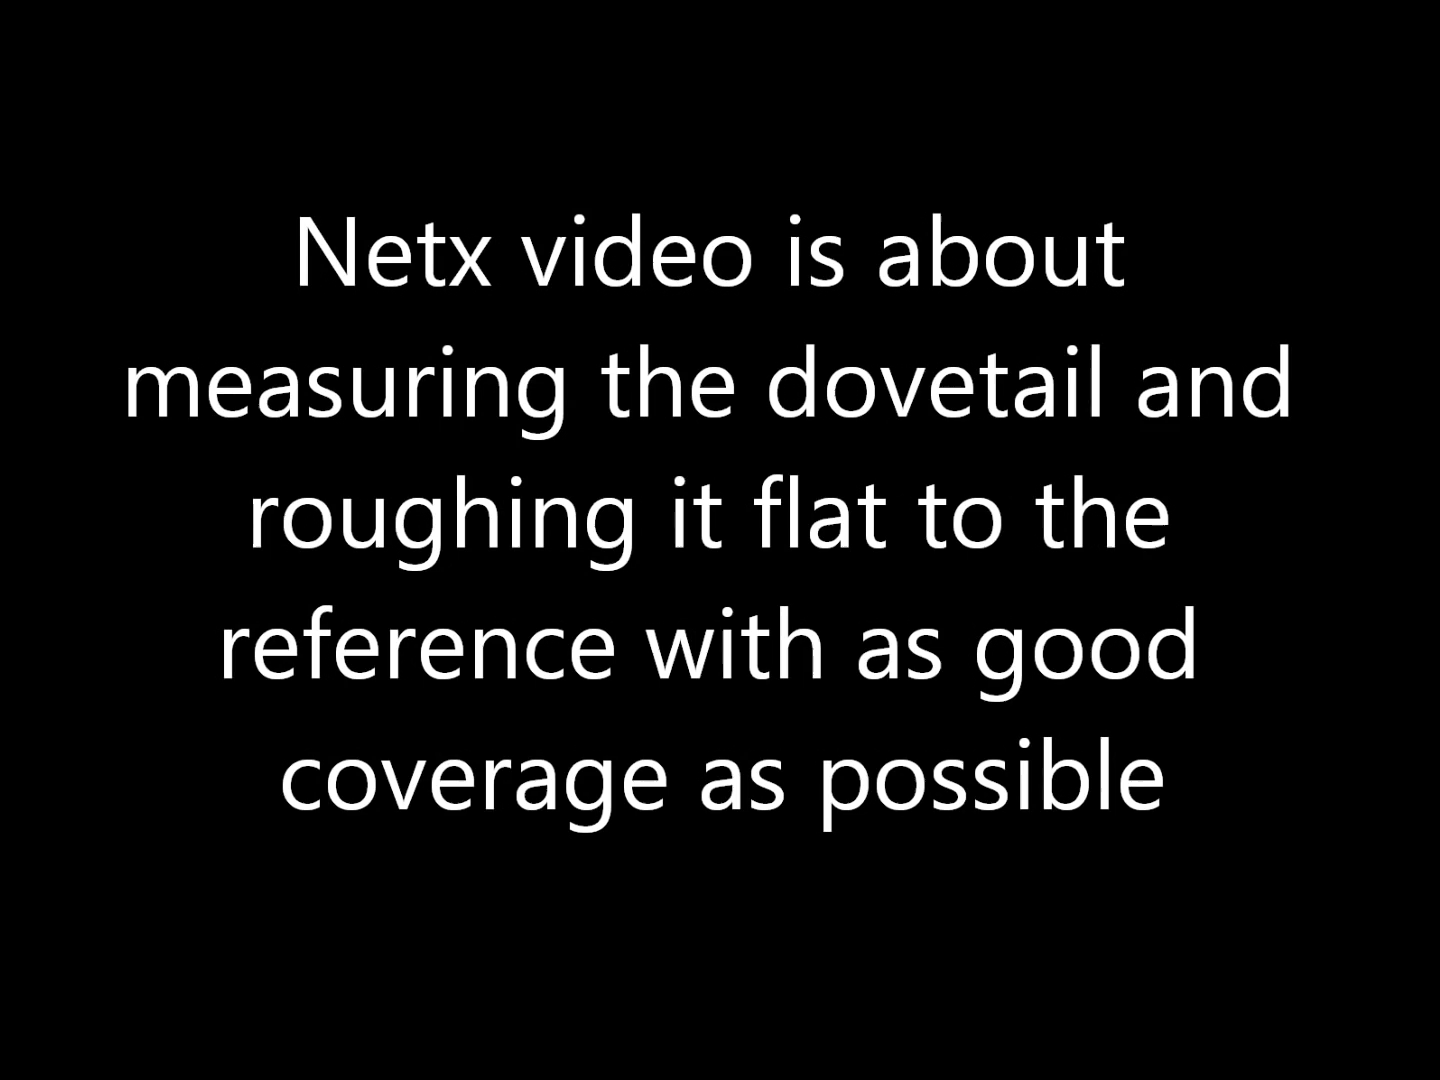 Netx video is about
measuring the dovetail and
roughing it flat to the
reference with as good
coverage as possible